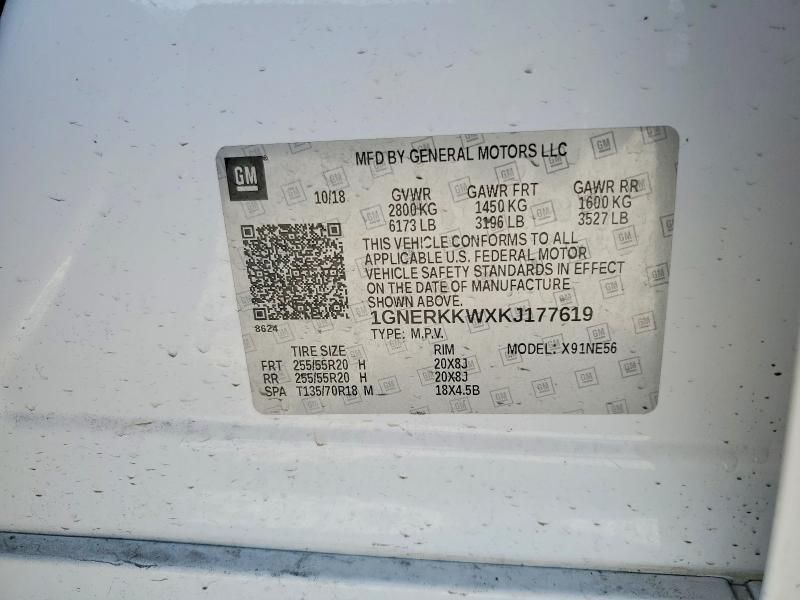 GM
MFD BY GENERAL MOTORS LLC
10/18 GVWR GAWR FRT GAWR RR
2800 KG 1450 KG 1600 KG
6173 LB 3196 LB 3527 LB
THIS VEHICLE CONFORMS TO ALL
APPLICABLE U.S. FEDERAL MOTOR
VEHICLE SAFETY STANDARDS IN EFFECT
ON THE DATE OF MANUFACTURE
SHOWN ABOVE.
8624
1GNERKKWXKJ177619
TYPE: M.P.V.
TIRE SIZE RIM MODEL: X91NE56
FRT 255/55R20 H 20X8J
RR 255/55R20 H 20X8J
SPA T135/70R18 M 18X4.5B